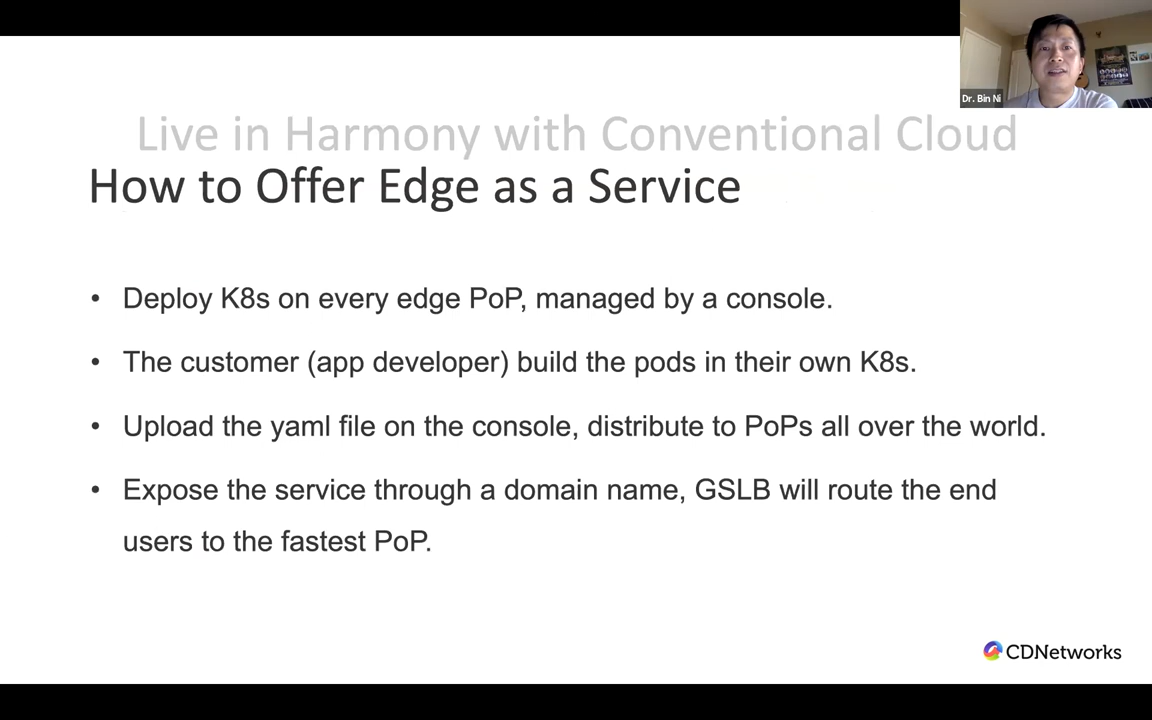 Dr. Bin Ni
Live in Harmony with Conventional Cloud
How to Offer Edge as a Service
• Deploy K8s on every edge PoP, managed by a console.
• The customer (app developer) build the pods in their own K8s.
• Upload the yaml file on the console, distribute to PoPs all over the world.
• Expose the service through a domain name, GSLB will route the end
users to the fastest PoP.
CDNetworks